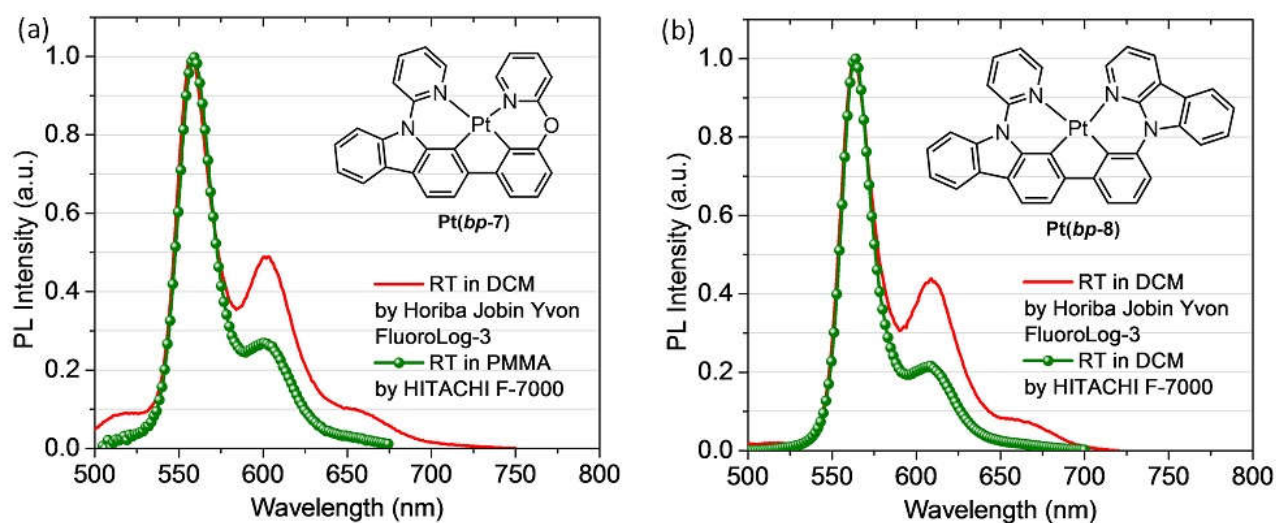 (a)
PL Intensity (a.u.)
1.0
0.8
0.6
0.4
0.2
0.0
N
N
Pt
N
O
Pt(bp-7)
RT in DCM
by Horiba Jobin Yvon
FluoroLog-3
RT in PMMA
by HITACHI F-7000
500 550 600 650 700 750 800
Wavelength (nm)
(b)
PL Intensity (a.u.)
1.0
0.8
0.6
0.4
0.2
0.0
N
N
Pt
N
N
Pt(bp-8)
RT in DCM
by Horiba Jobin Yvon
FluoroLog-3
RT in DCM
by HITACHI F-7000
500 550 600 650 700 750 800
Wavelength (nm)